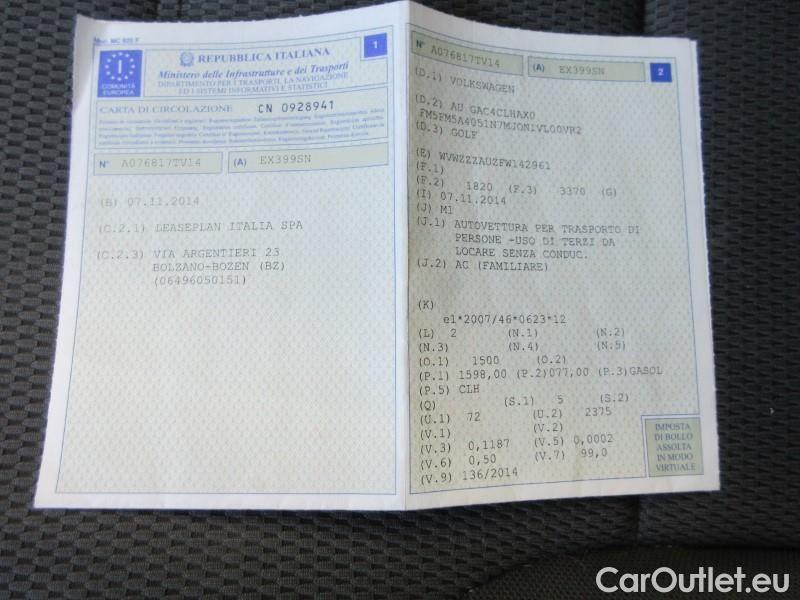 Mod. MC 820 F
1
I
COMUNITÀ
EUROPEA
REPUBBLICA ITALIANA
Ministero delle Infrastrutture e dei Trasporti
DIPARTIMENTO PER I TRASPORTI, LA NAVIGAZIONE
ED I SISTEMI INFORMATIVI E STATISTICI
CARTA DI CIRCOLAZIONE CN 0928941
N° A076817TV14 (A) EX399SN
(B) 07.11.2014
(C.2.1) LEASEPLAN ITALIA SPA
(C.2.3) VIA ARGENTIERI 23
BOLZANO-BOZEN (BZ)
(06496050151)
N° A076817TV14 (A) EX399SN 2
(D.1) VOLKSWAGEN
(D.2) AU GAC4CLHAX0
FM5FM5A4051N7MJON1VL00VR2
(D.3) GOLF
(E) WVWZZZAUZFW142961
(F.1)
(F.2) 1820 (F.3) 3370 (G)
(I) 07.11.2014
(J) M1
(J.1) AUTOVETTURA PER TRASPORTO DI
PERSONE -USO DI TERZI DA
LOCARE SENZA CONDUC.
(J.2) AC (FAMILIARE)
(K)
e1*2007/46*0623*12
(L) 2 (N.1) (N.2)
(N.3) (N.4) (N.5)
(O.1) 1500 (O.2)
(P.1) 1598,00 (P.2)077,00 (P.3)GASOL
(P.5) CLH
(Q) (S.1) 5 (S.2)
(U.1) 72 (U.2) 2375
(V.1) (V.2)
(V.3) 0,1187 (V.5) 0,0002
(V.6) 0,50 (V.7) 99,0
(V.9) 136/2014
IMPOSTA
DI BOLLO
ASSOLTA
IN MODO
VIRTUALE
CarOutlet.eu